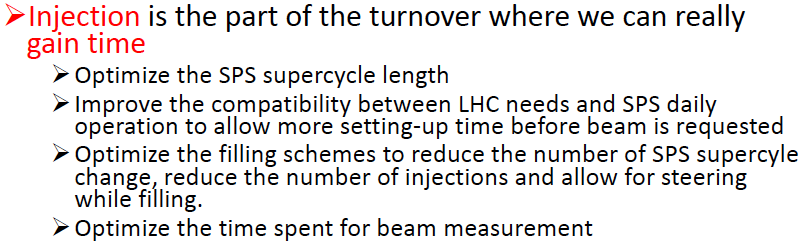 ➢Injection is the part of the turnover where we can really
gain time
➢Optimize the SPS supercycle length
➢Improve the compatibility between LHC needs and SPS daily
operation to allow more setting-up time before beam is requested
➢Optimize the filling schemes to reduce the number of SPS supercyle
change, reduce the number of injections and allow for steering
while filling.
➢Optimize the time spent for beam measurement